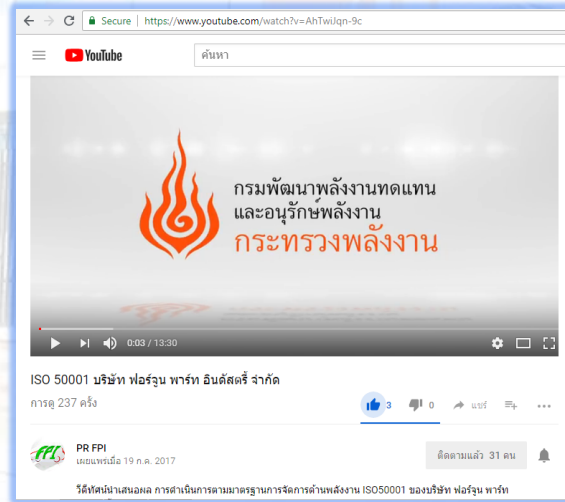 Secure | https://www.youtube.com/watch?v=AhTwiJqn-9c
YouTube
ค้นหา
กรมพัฒนาพลังงานทดแทน
และอนุรักษ์พลังงาน
กระทรวงพลังงาน
0:03 / 13:30
ISO 50001 บริษัท ฟอร์จูน พาร์ท อินดัสตรี้ จำกัด
การดู 237 ครั้ง
3 0 แชร์
FPI
PR FPI
เผยแพร่เมื่อ 19 ก.ค. 2017
ติดตามแล้ว 31 คน
วีดีทัศน์นำเสนอผล การดำเนินการตามมาตรฐานการจัดการด้านพลังงาน ISO50001 ของบริษัท ฟอร์จูน พาร์ท